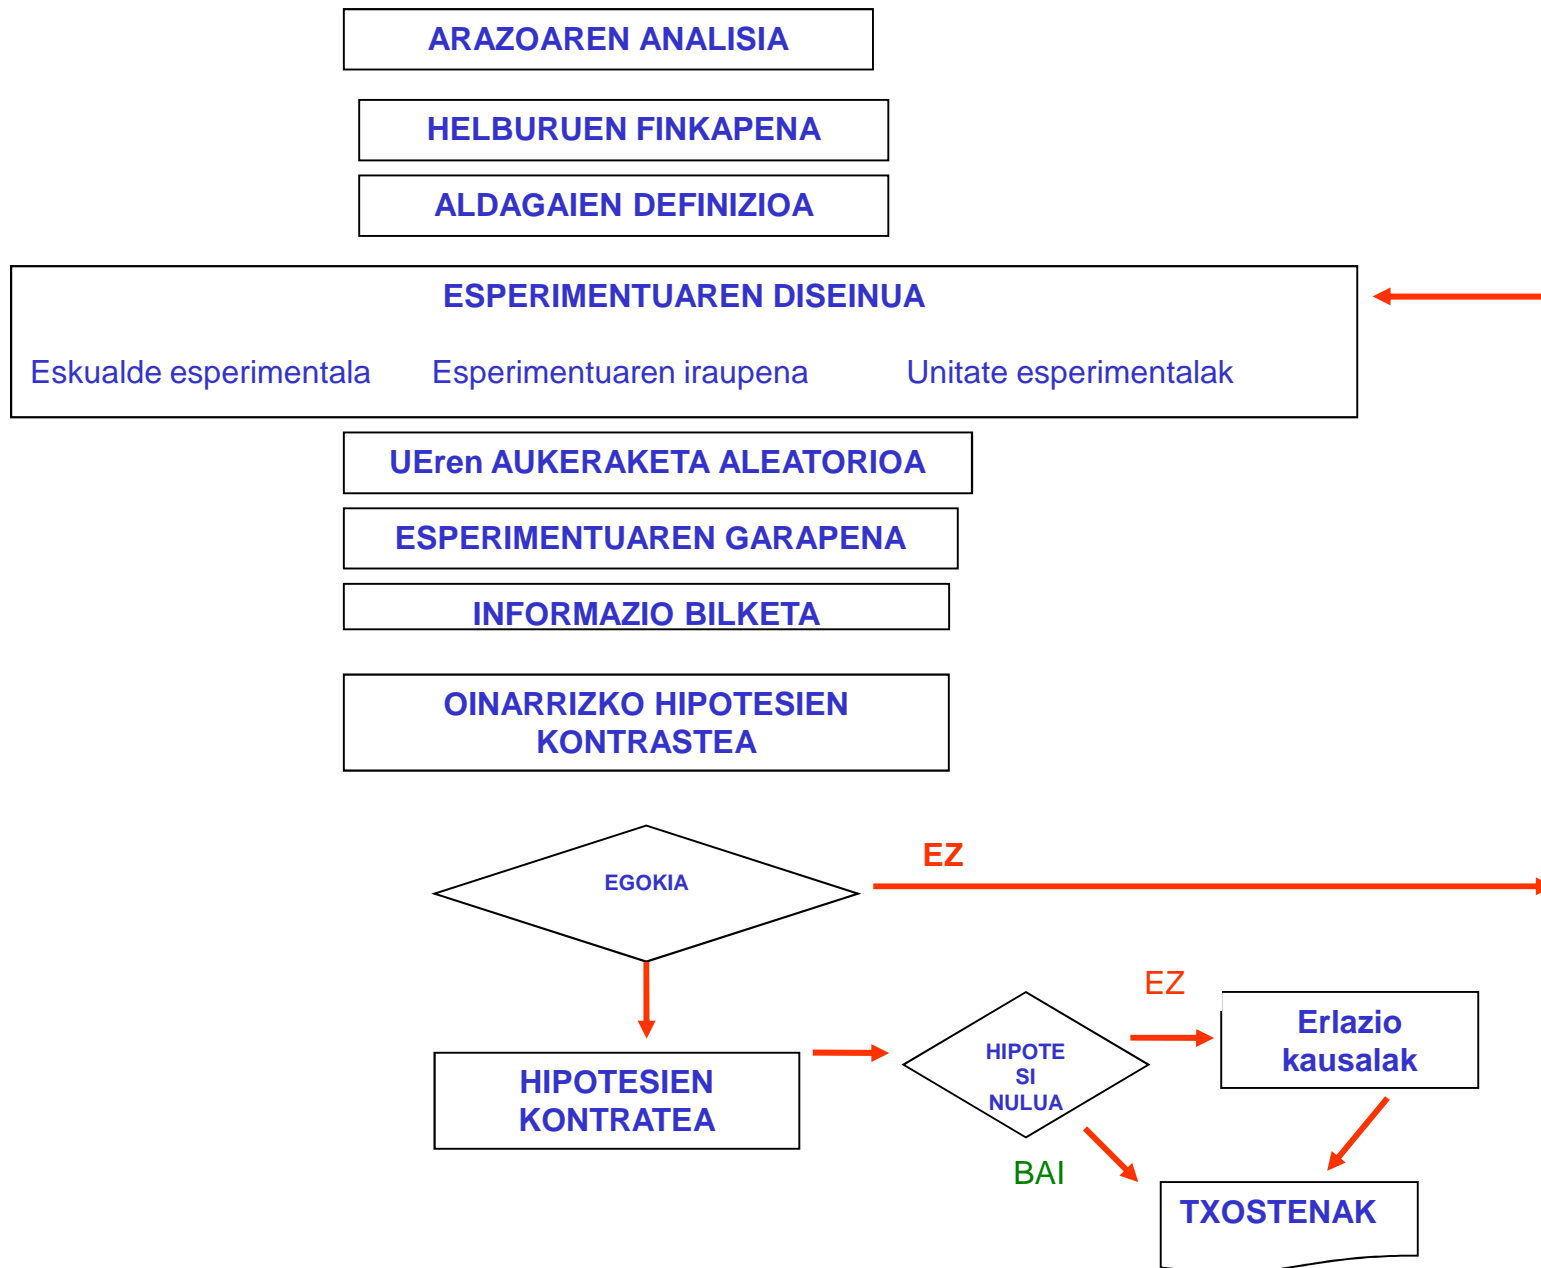 ARAZOAREN ANALISIA
HELBURUEN FINKAPENA
ALDAGAIEN DEFINIZIOA
ESPERIMENTUAREN DISEINUA
Eskualde esperimentala Esperimentuaren iraupena Unitate esperimentalak
UEren AUKERAKETA ALEATORIOA
ESPERIMENTUAREN GARAPENA
INFORMAZIO BILKETA
OINARRIZKO HIPOTESIEN
KONTRASTEA
EGOKIA
EZ
HIPOTESIEN
KONTRATEA
HIPOTE
SI
NULUA
EZ
Erlazio
kausalak
BAI
TXOSTENAK